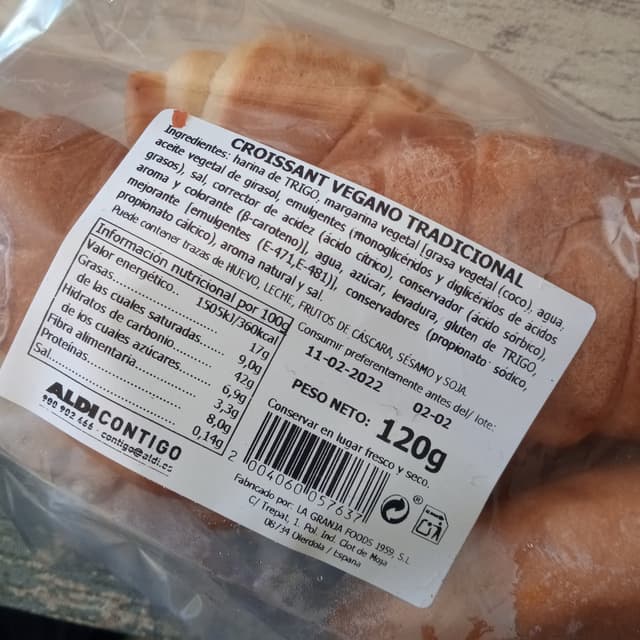 CROISSANT VEGANO TRADICIONAL
Ingredientes: harina de TRIGO, margarina vegetal [grasa vegetal (coco), agua,
aceite vegetal de girasol, emulgentes (monoglicéridos y diglicéridos de ácidos
grasos), sal, corrector de acidez (ácido cítrico), conservador (ácido sórbico),
aroma y colorante (β-caroteno)], agua, azúcar, levadura, gluten de TRIGO,
mejorante [emulgentes (E-471,E-481)], conservadores (propionato sódico,
propionato cálcico), aroma natural y sal.
Puede contener trazas de HUEVO, LECHE, FRUTOS DE CÁSCARA, SÉSAMO y SOJA.
Información nutricional por 100g
Valor energético. 1505kJ/360kcal
Grasas. 17g
de las cuales saturadas.... 9,0g
Hidratos de carbono......... 42g
de los cuales azúcares....... 6,9g
Fibra alimentaria.............. 3,3g
Proteínas......................... 8,0g
Sal.................................. 0,14g
Consumir preferentemente antes del/ lote:
11-02-2022 02-02
PESO NETO: 120g
Conservar en lugar fresco y seco.
ALDI CONTIGO
900 902 466 contigo@aldi.es
2 004060 057637
Fabricado por: LA GRANJA FOODS 1959 S.L
C/ Trepat, 1. Pol. Ind. Clot de Moja
08734 Olerdola / España